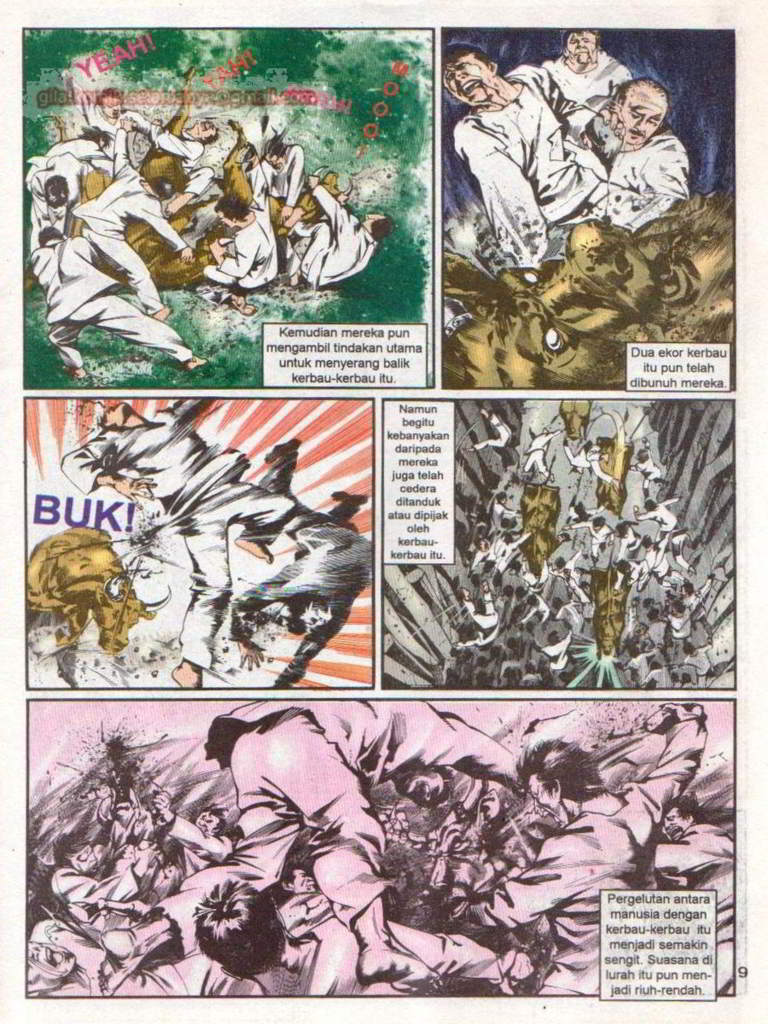 YEAH!
YAH!
Kemudian mereka pun
mengambil tindakan utama
untuk menyerang balik
kerbau-kerbau itu.
Dua ekor kerbau
itu pun telah
dibunuh mereka.
BUK!
Namun
begitu
kebanyakan
daripada
mereka
juga telah
cedera
ditanduk
atau dipijak
oleh
kerbau-
kerbau itu.
Pergelutan antara
manusia dengan
kerbau-kerbau itu
menjadi semakin
sengit. Suasana di
lurah itu pun men-
jadi riuh-rendah.
9